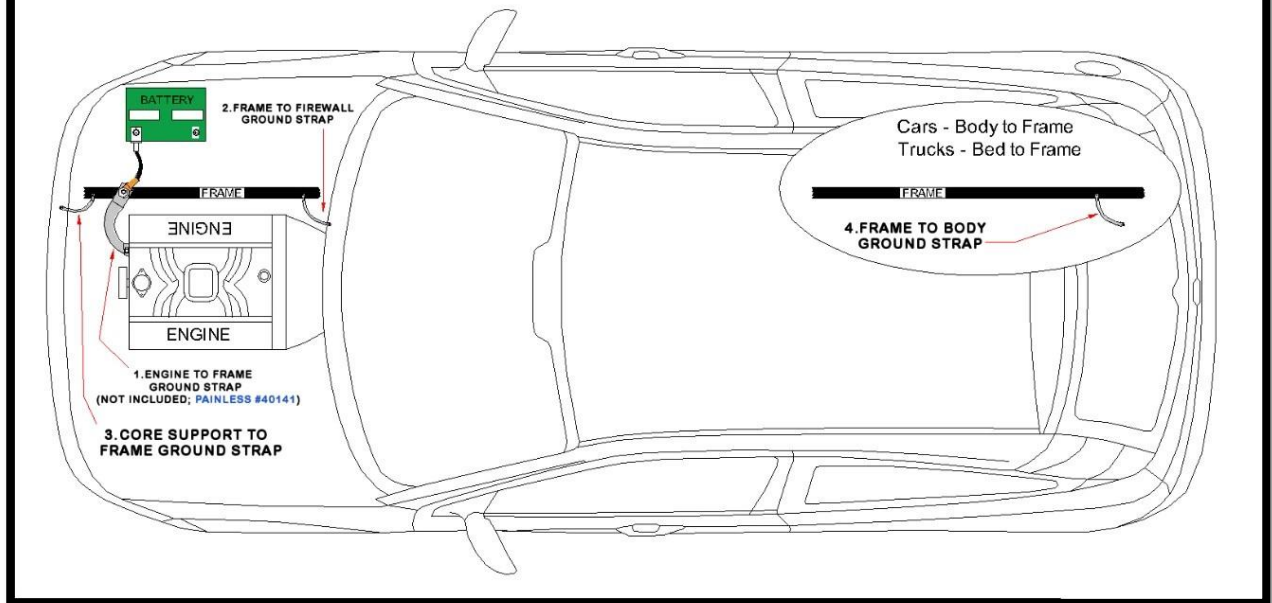 BATTERY
2.FRAME TO FIREWALL
GROUND STRAP
FRAME
ENGINE
ENGINE
1.ENGINE TO FRAME
GROUND STRAP
(NOT INCLUDED; PAINLESS #40141)
3.CORE SUPPORT TO
FRAME GROUND STRAP
Cars - Body to Frame
Trucks - Bed to Frame
FRAME
4.FRAME TO BODY
GROUND STRAP